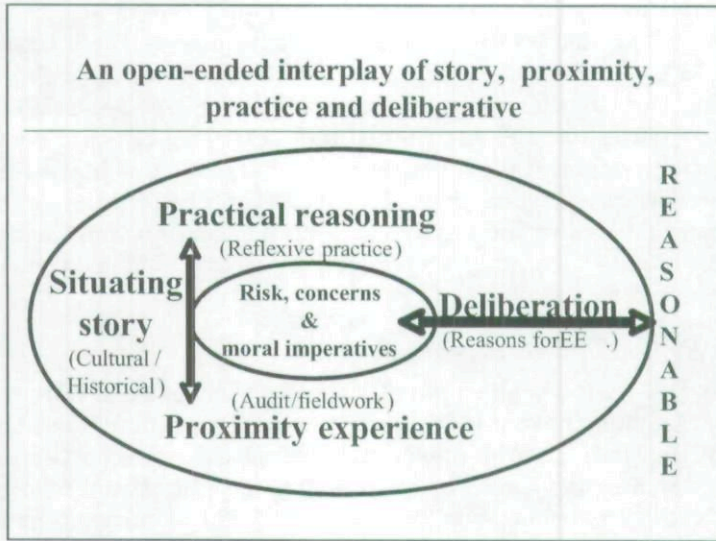 An open-ended interplay of story, proximity,
practice and deliberative
Practical reasoning
(Reflexive practice)
Situating
story
(Cultural /
Historical)
Risk, concerns
&
moral imperatives
Deliberation
(Reasons forEE .)
(Audit/fieldwork)
Proximity experience
R
E
A
S
O
N
A
B
L
E